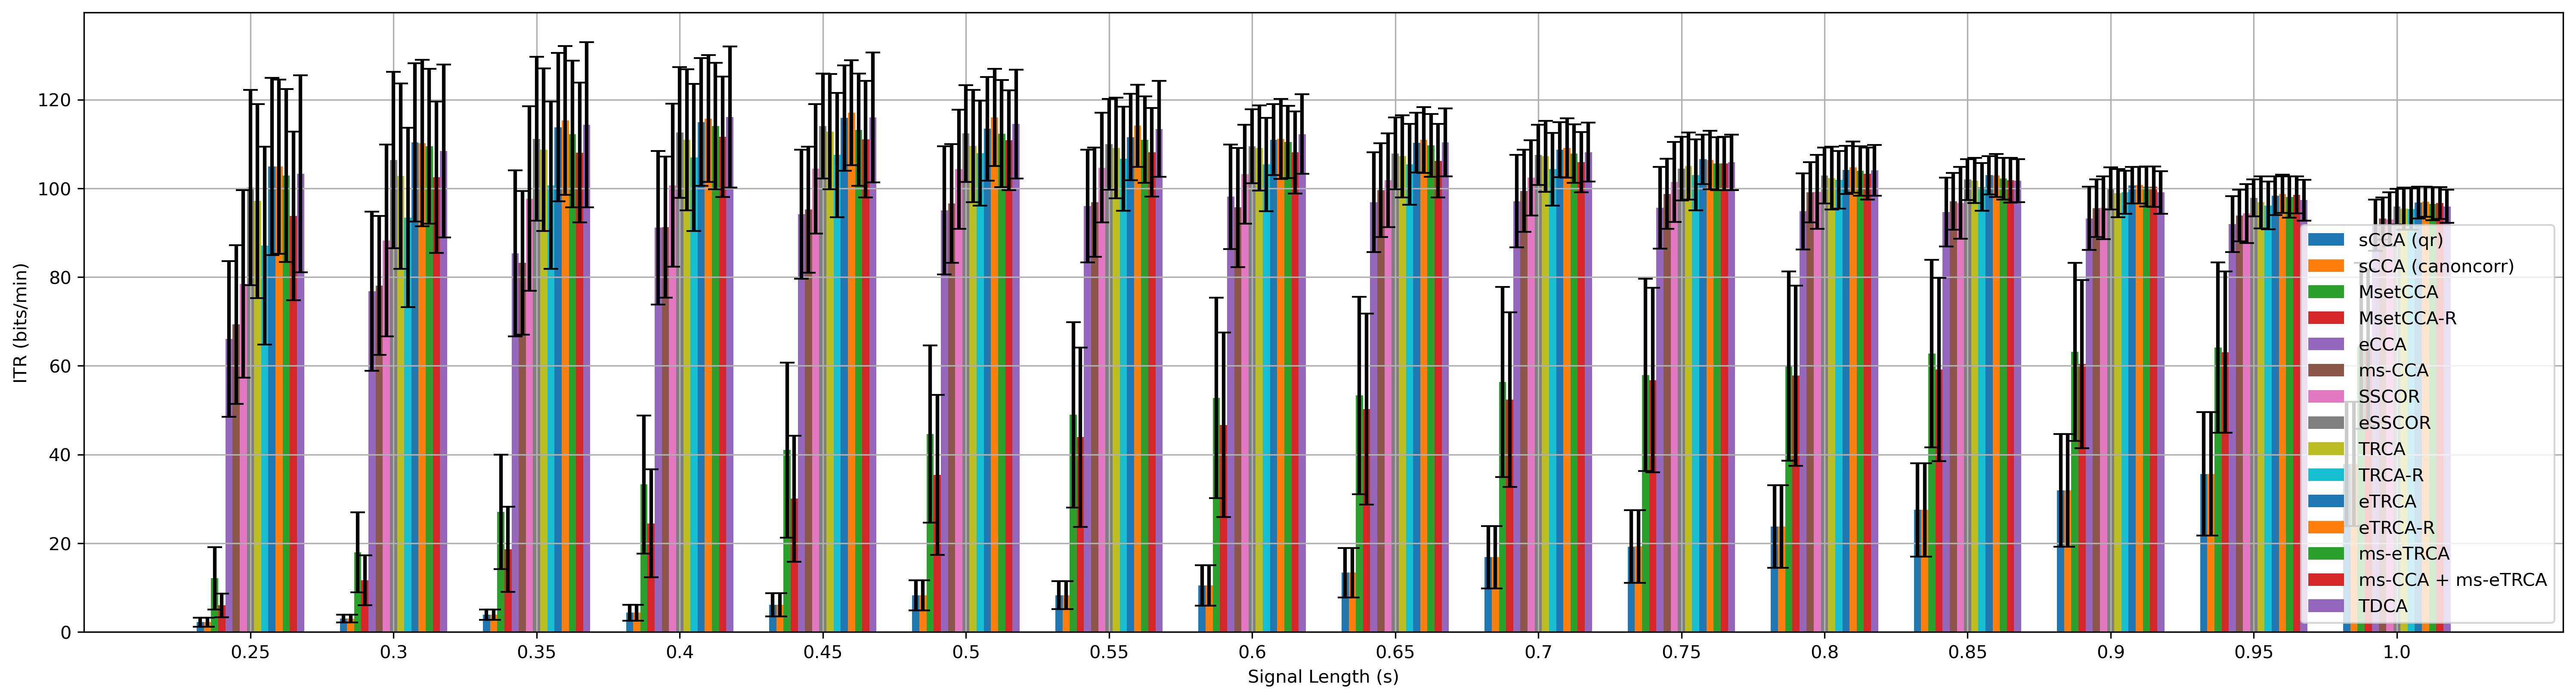 ITR (bits/min)
120
100
80
60
40
20
0
0.25 0.3 0.35 0.4 0.45 0.5 0.55 0.6 0.65 0.7 0.75 0.8 0.85 0.9 0.95 1.0
Signal Length (s)
sCCA (qr)
sCCA (canoncorr)
MsetCCA
MsetCCA-R
eCCA
ms-CCA
SSCOR
eSSCOR
TRCA
TRCA-R
eTRCA
eTRCA-R
ms-eTRCA
ms-CCA + ms-eTRCA
TDCA